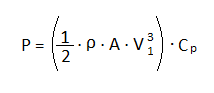 P = (1/2 · ρ · A · V₁³) · Cₚ